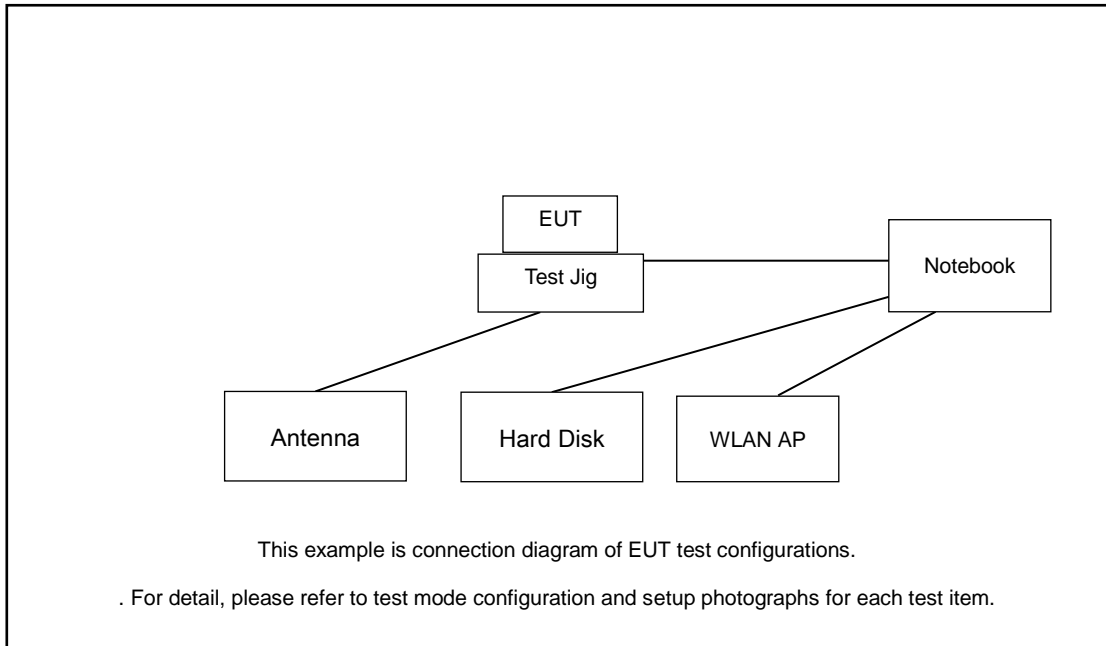 EUT
Test Jig
Notebook
Antenna
Hard Disk
WLAN AP
This example is connection diagram of EUT test configurations.
. For detail, please refer to test mode configuration and setup photographs for each test item.